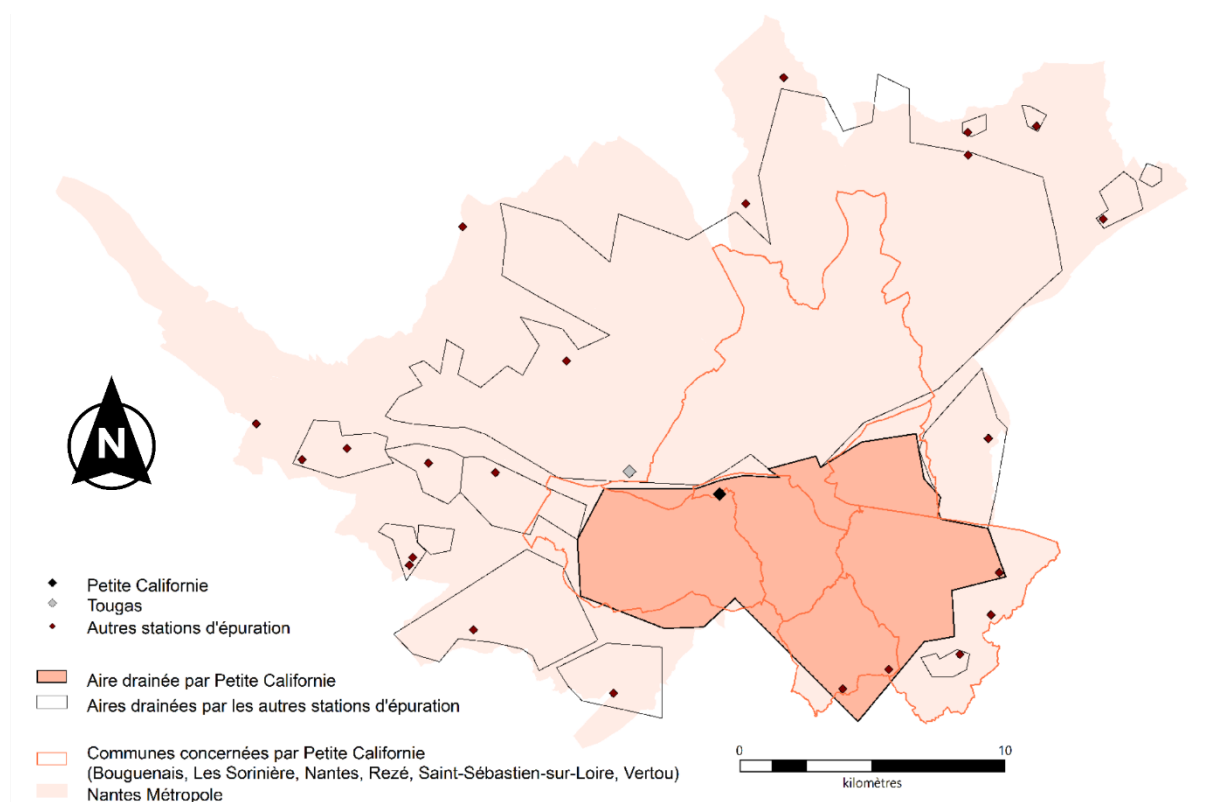 N
Petite Californie
Tougas
Autres stations d'épuration
Aire drainée par Petite Californie
Aires drainées par les autres stations d'épuration
Communes concernées par Petite Californie
(Bouguenais, Les Sorinière, Nantes, Rezé, Saint-Sébastien-sur-Loire, Vertou)
Nantes Métropole
0 10
kilomètres